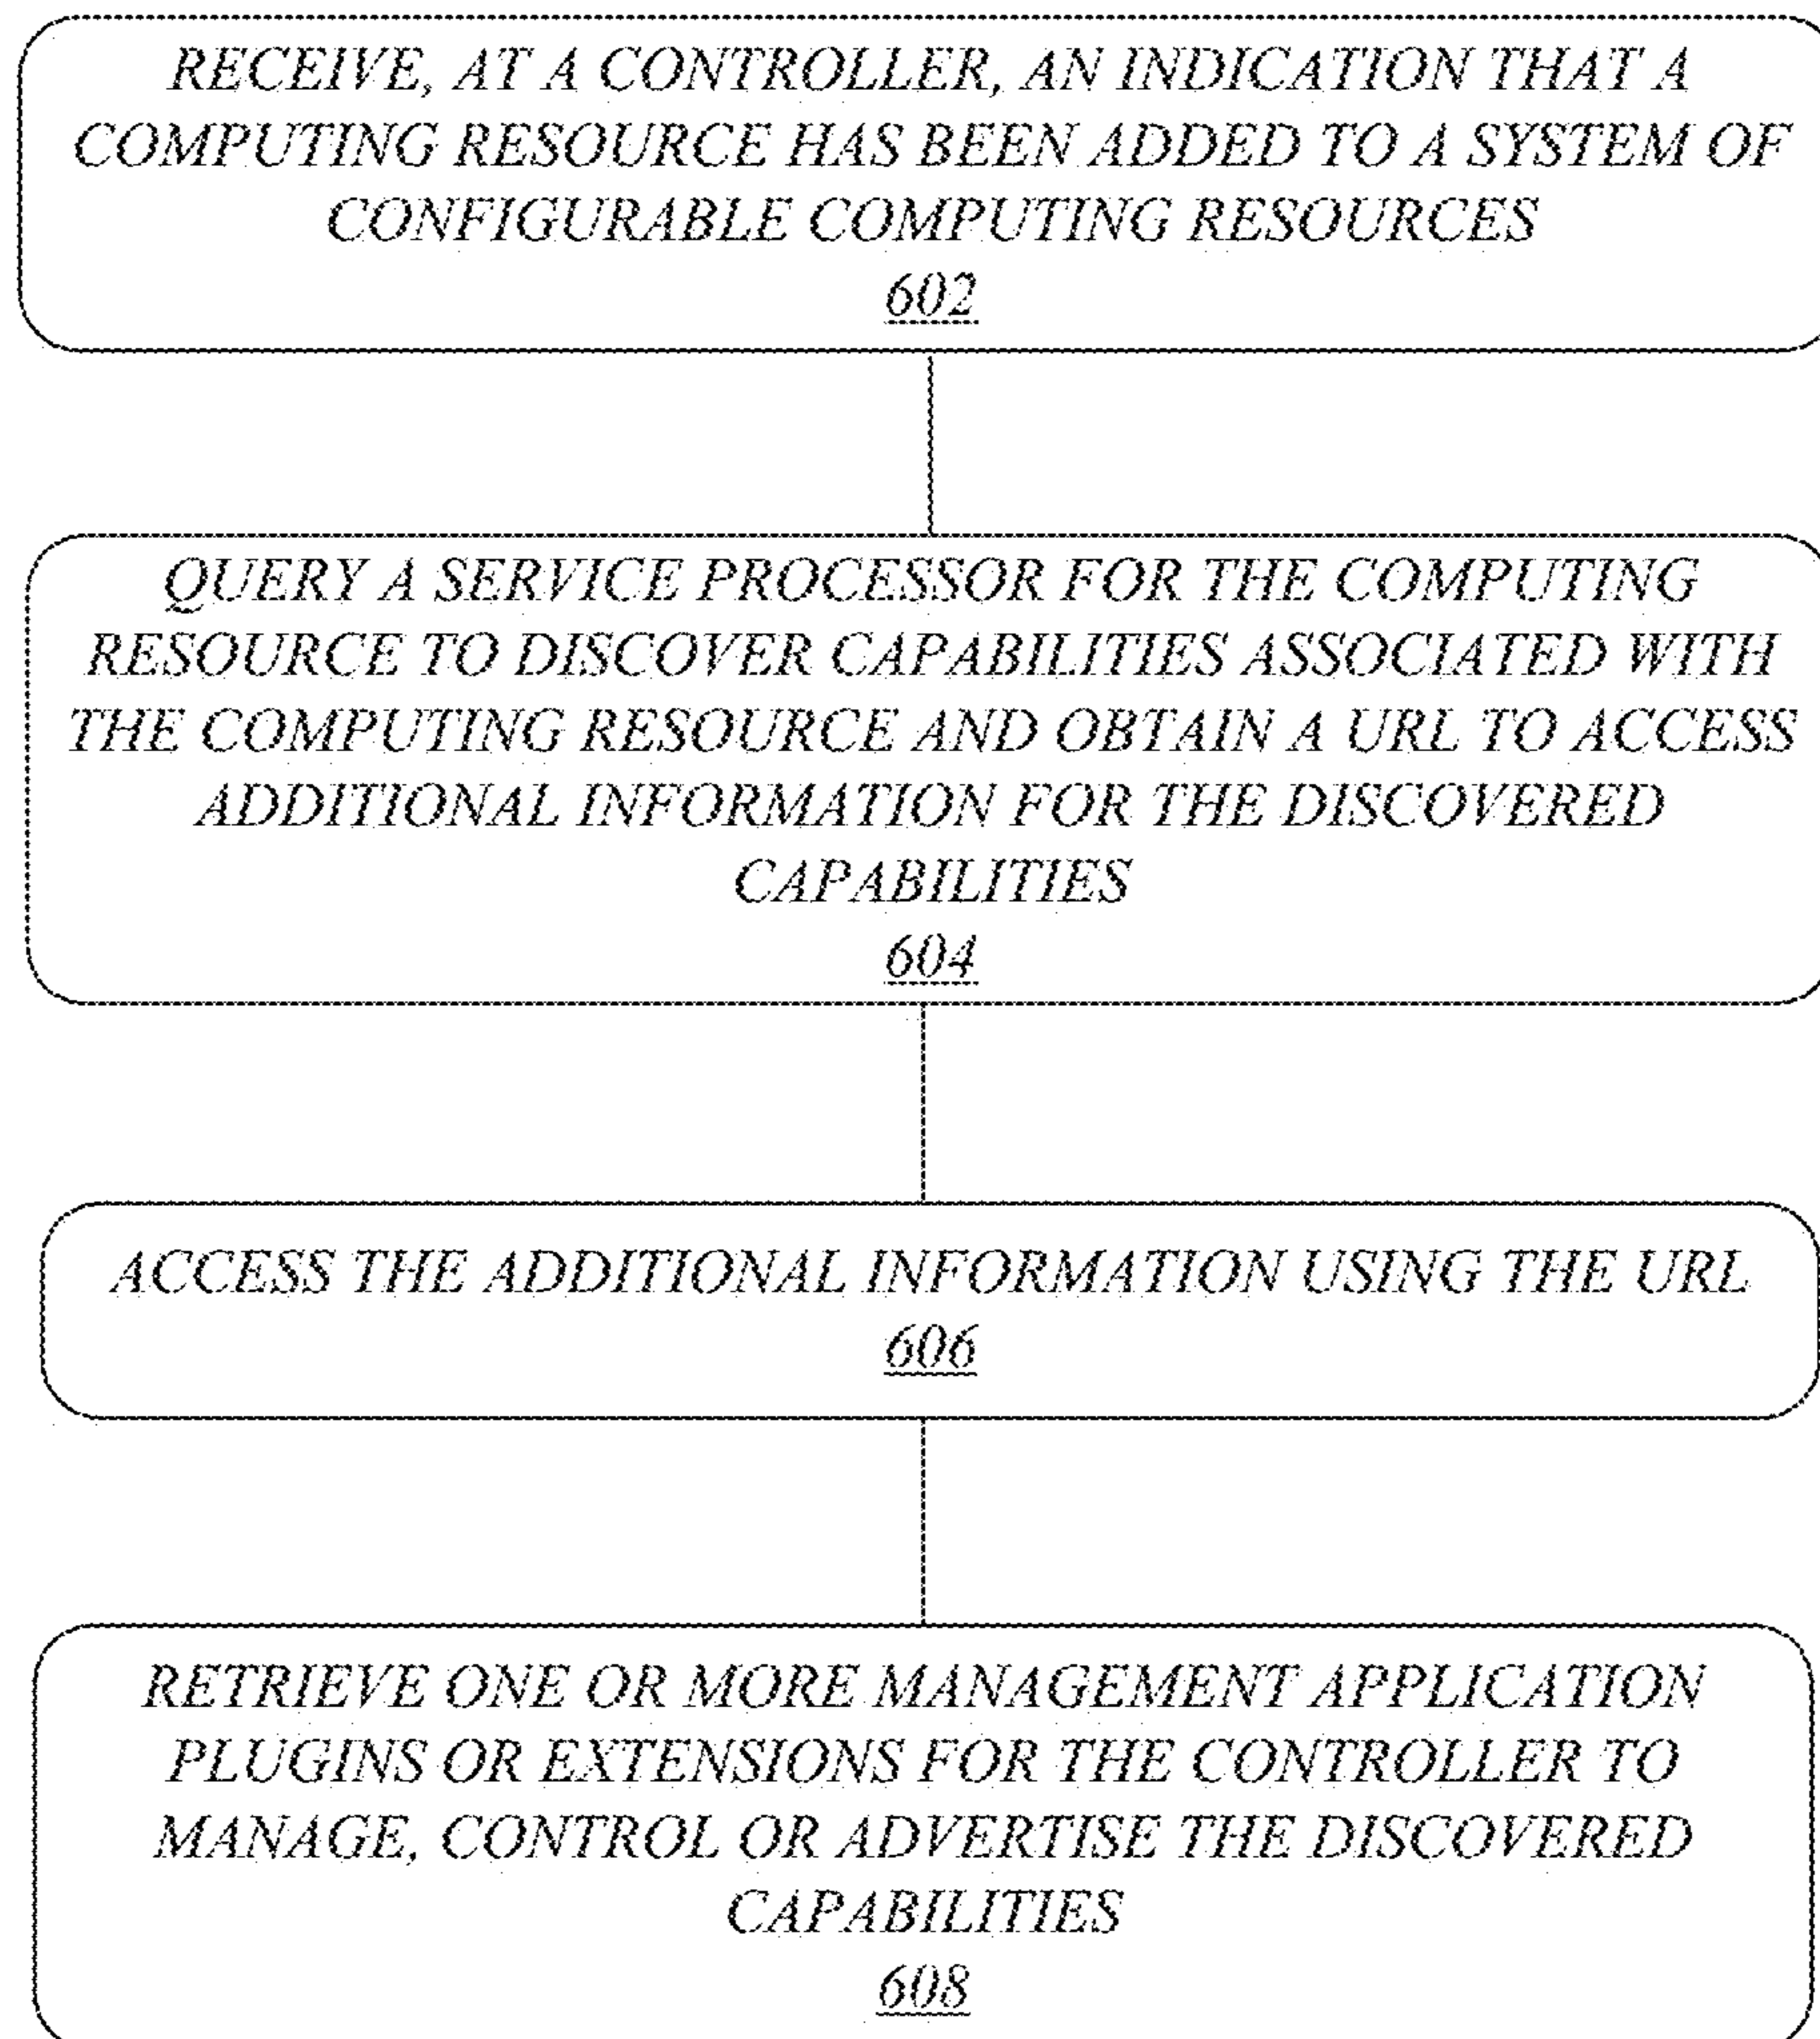 RECEIVE, AT A CONTROLLER, AN INDICATION THAT A
COMPUTING RESOURCE HAS BEEN ADDED TO A SYSTEM OF
CONFIGURABLE COMPUTING RESOURCES
602
QUERY A SERVICE PROCESSOR FOR THE COMPUTING
RESOURCE TO DISCOVER CAPABILITIES ASSOCIATED WITH
THE COMPUTING RESOURCE AND OBTAIN A URL TO ACCESS
ADDITIONAL INFORMATION FOR THE DISCOVERED
CAPABILITIES
604
ACCESS THE ADDITIONAL INFORMATION USING THE URL
606
RETRIEVE ONE OR MORE MANAGEMENT APPLICATION
PLUGINS OR EXTENSIONS FOR THE CONTROLLER TO
MANAGE, CONTROL OR ADVERTISE THE DISCOVERED
CAPABILITIES
608